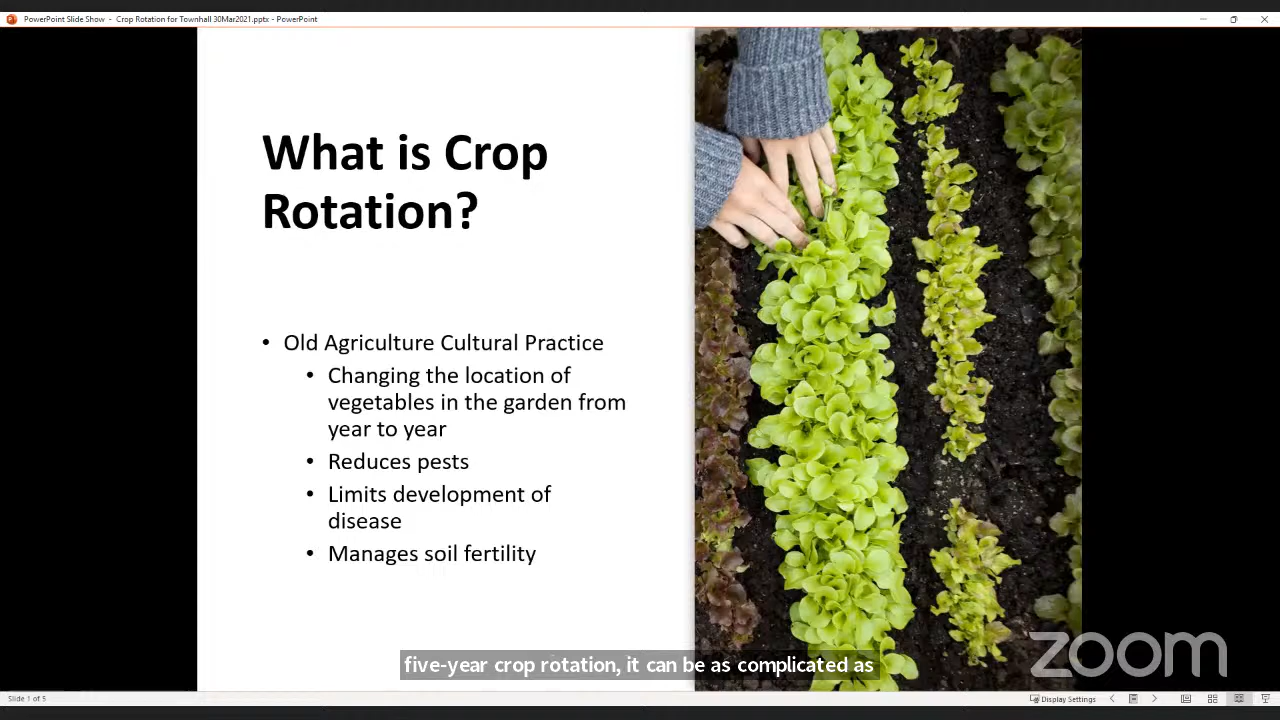 PowerPoint Slide Show - Crop Rotation for Townhall 30Mar2021.pptx - PowerPoint
What is Crop
Rotation?
• Old Agriculture Cultural Practice
• Changing the location of
vegetables in the garden from
year to year
• Reduces pests
• Limits development of
disease
• Manages soil fertility
five-year crop rotation, it can be as complicated as
zoom
Slide 1 of 5
Display Settings